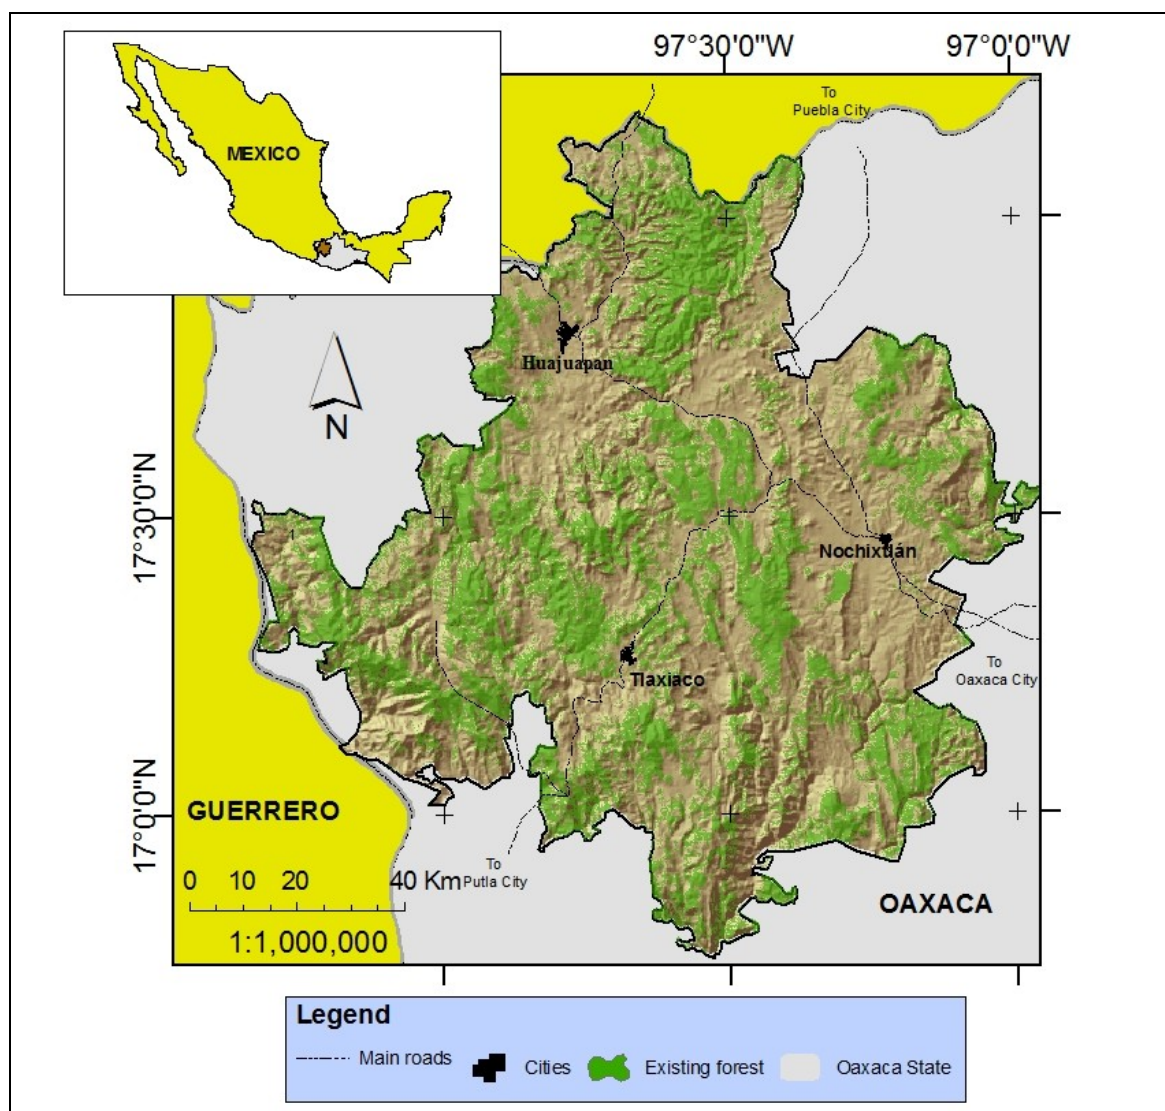 97°30'0"W
97°0'0"W
MEXICO
To
Puebla City
Huajuapan
N
17°30'0"N
Nochixtlán
Tlaxiaco
To
Oaxaca City
17°0'0"N
GUERRERO
To
Putla City
0 10 20 40 Km
OAXACA
1:1,000,000
Legend
Main roads
Cities
Existing forest
Oaxaca State